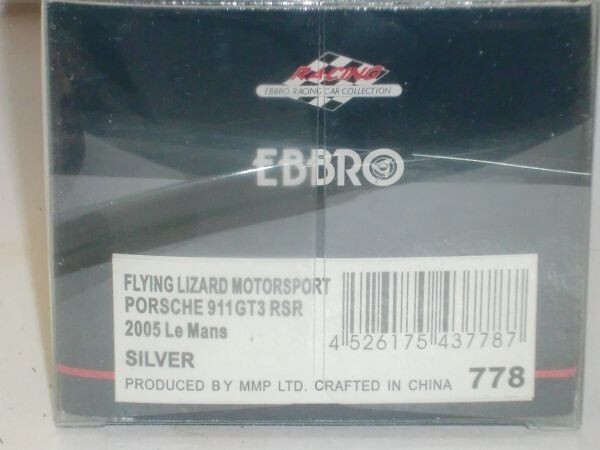 RACING
EBBRO RACING CAR COLLECTION
EBBRO
FLYING LIZARD MOTORSPORT
PORSCHE 911GT3 RSR
2005 Le Mans
4 526175 437787
SILVER
PRODUCED BY MMP LTD. CRAFTED IN CHINA 778